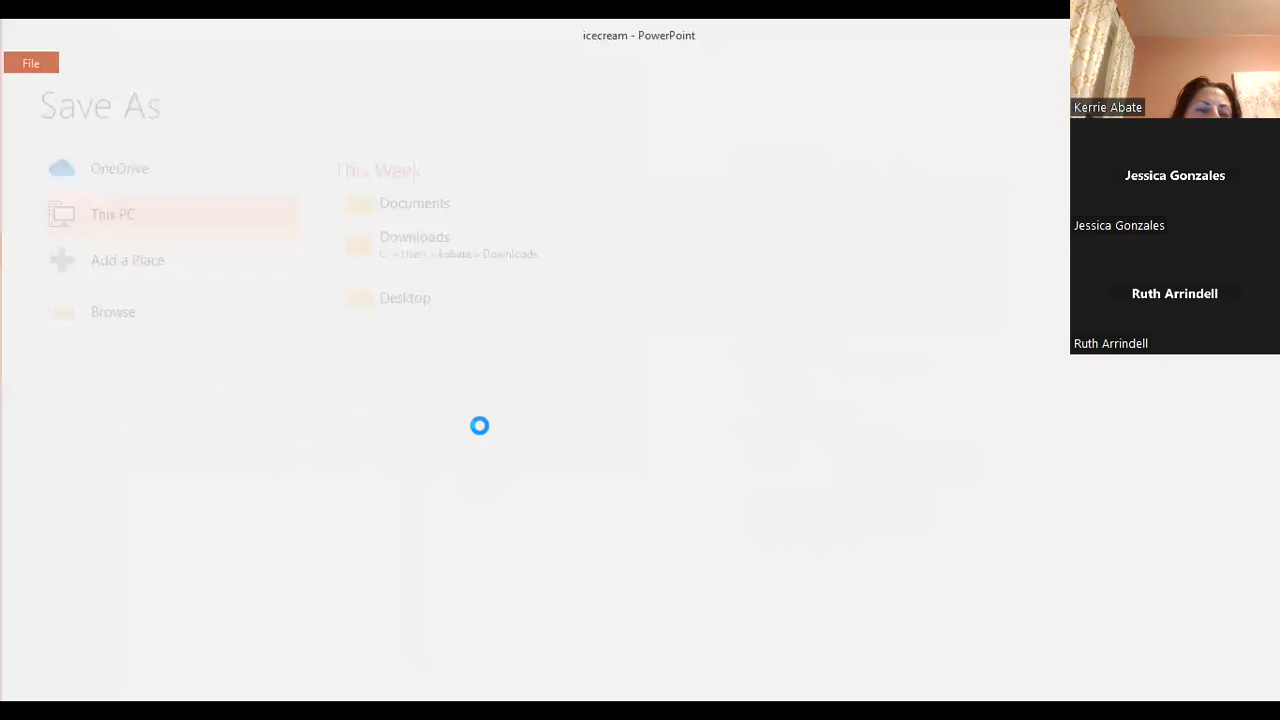 icecream - PowerPoint
File
Save As
OneDrive
This PC
Add a Place
Browse
This Week
Documents
Downloads
Downloads
Desktop
Kerrie Abate
Jessica Gonzales
Jessica Gonzales
Ruth Arrindell
Ruth Arrindell